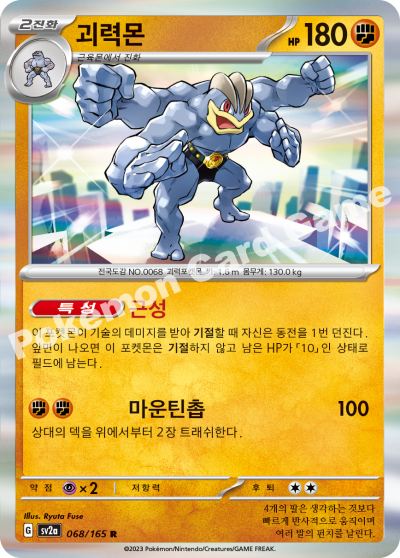 2진화 괴력몬 HP 180
근육몬에서 진화
전국도감 NO.0068 괴력포켓몬 키: 1.6 m 몸무게: 130.0 kg
특성 근성
이 포켓몬이 기술의 데미지를 받아 기절할 때 자신은 동전을 1번 던진다.
앞면이 나오면 이 포켓몬은 기절하지 않고 남은 HP가 「10」인 상태로
필드에 남는다.
마운틴촙 100
상대의 덱을 위에서부터 2장 트래쉬한다.
약점 ×2 저항력 후퇴
Illus. Ryuta Fuse
G sv2a 068/165 R
4개의 발은 생각하는 것보다
빠르게 반사적으로 움직이며
여러 발의 펀치를 날린다.
©2023 Pokémon/Nintendo/Creatures/GAME FREAK.
Pokémon Card Game